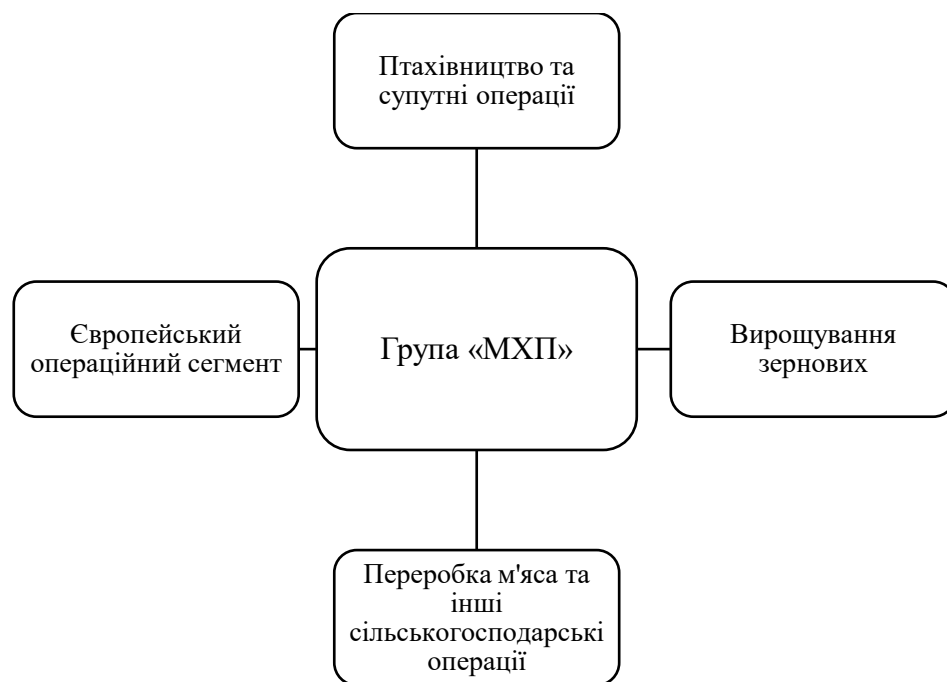 Птахівництво та
супутні операції
Європейський
операційний сегмент
Група «МХП»
Вирощування
зернових
Переробка м'яса та
інші
сільськогосподарські
операції